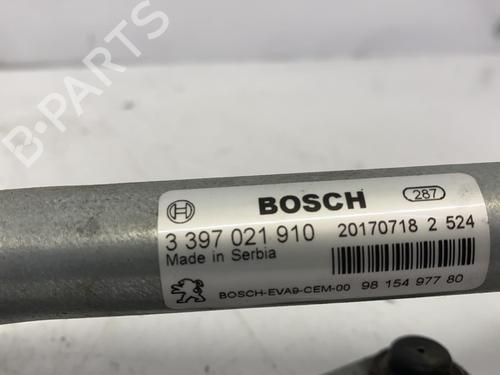 B-PARTS
BOSCH 287
3 397 021 910 20170718 2 524
Made in Serbia
BOSCH-EVA9-CEM-00 98 154 977 80